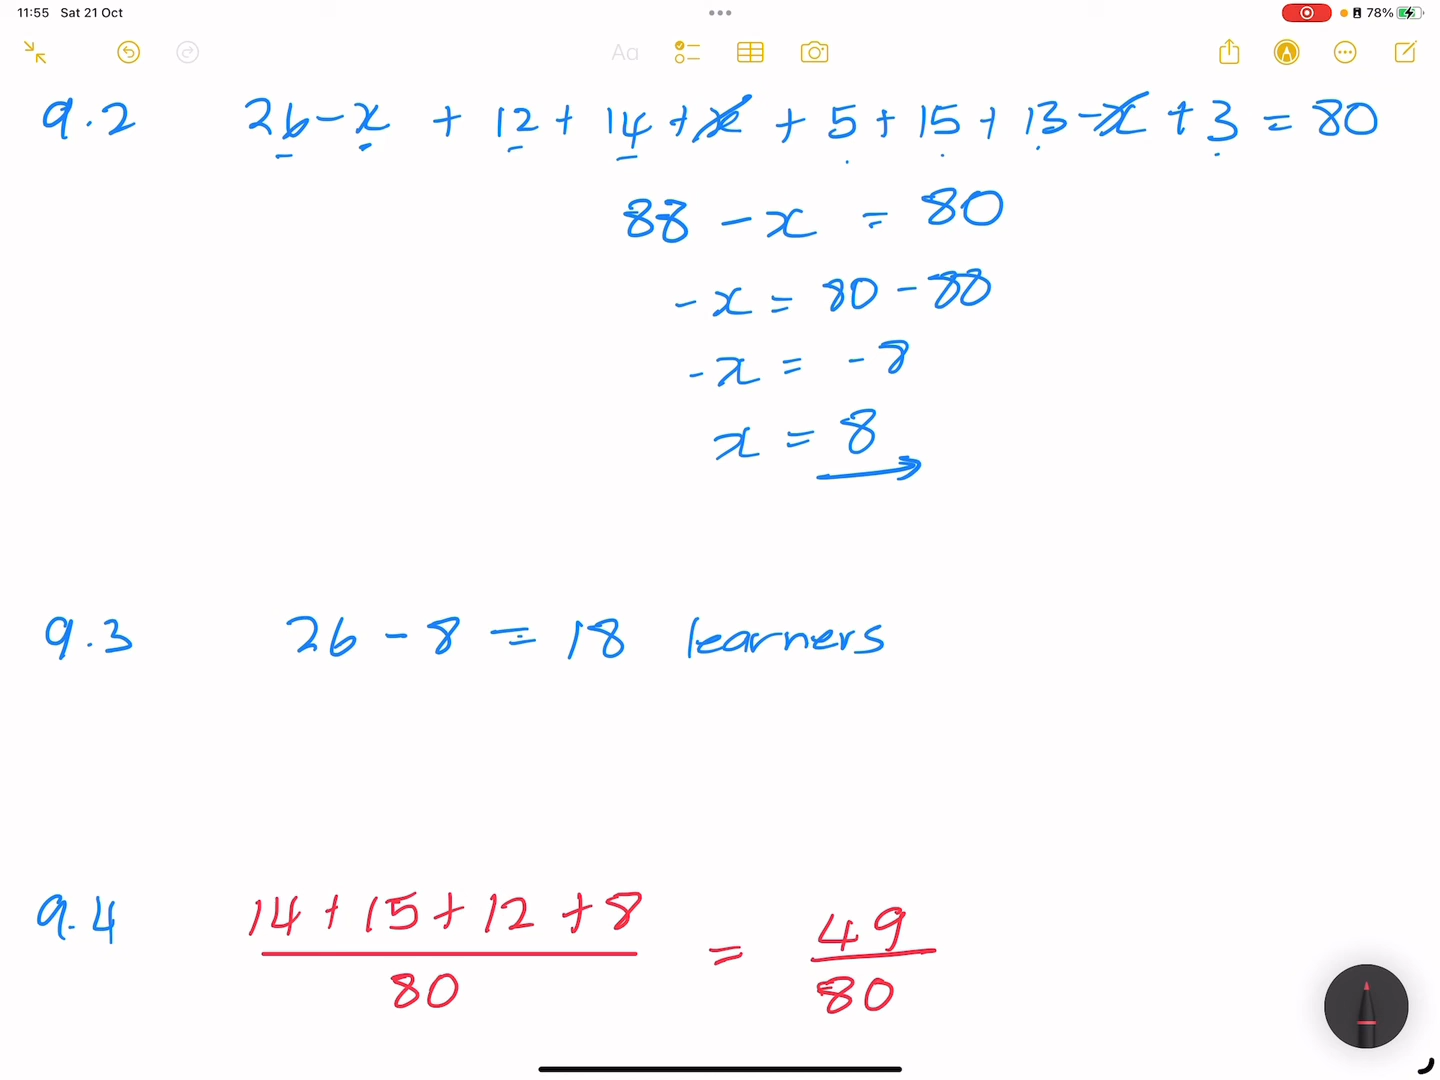 11:55 Sat 21 Oct
78%
Aa
9.2 26 - x + 12 + 14 + x + 5 + 15 + 13 - x + 3 = 80
88 - x = 80
- x = 80 - 88
- x = - 8
x = 8
9.3 26 - 8 = 18 learners
9.4 14 + 15 + 12 + 8 / 80 = 49 / 80